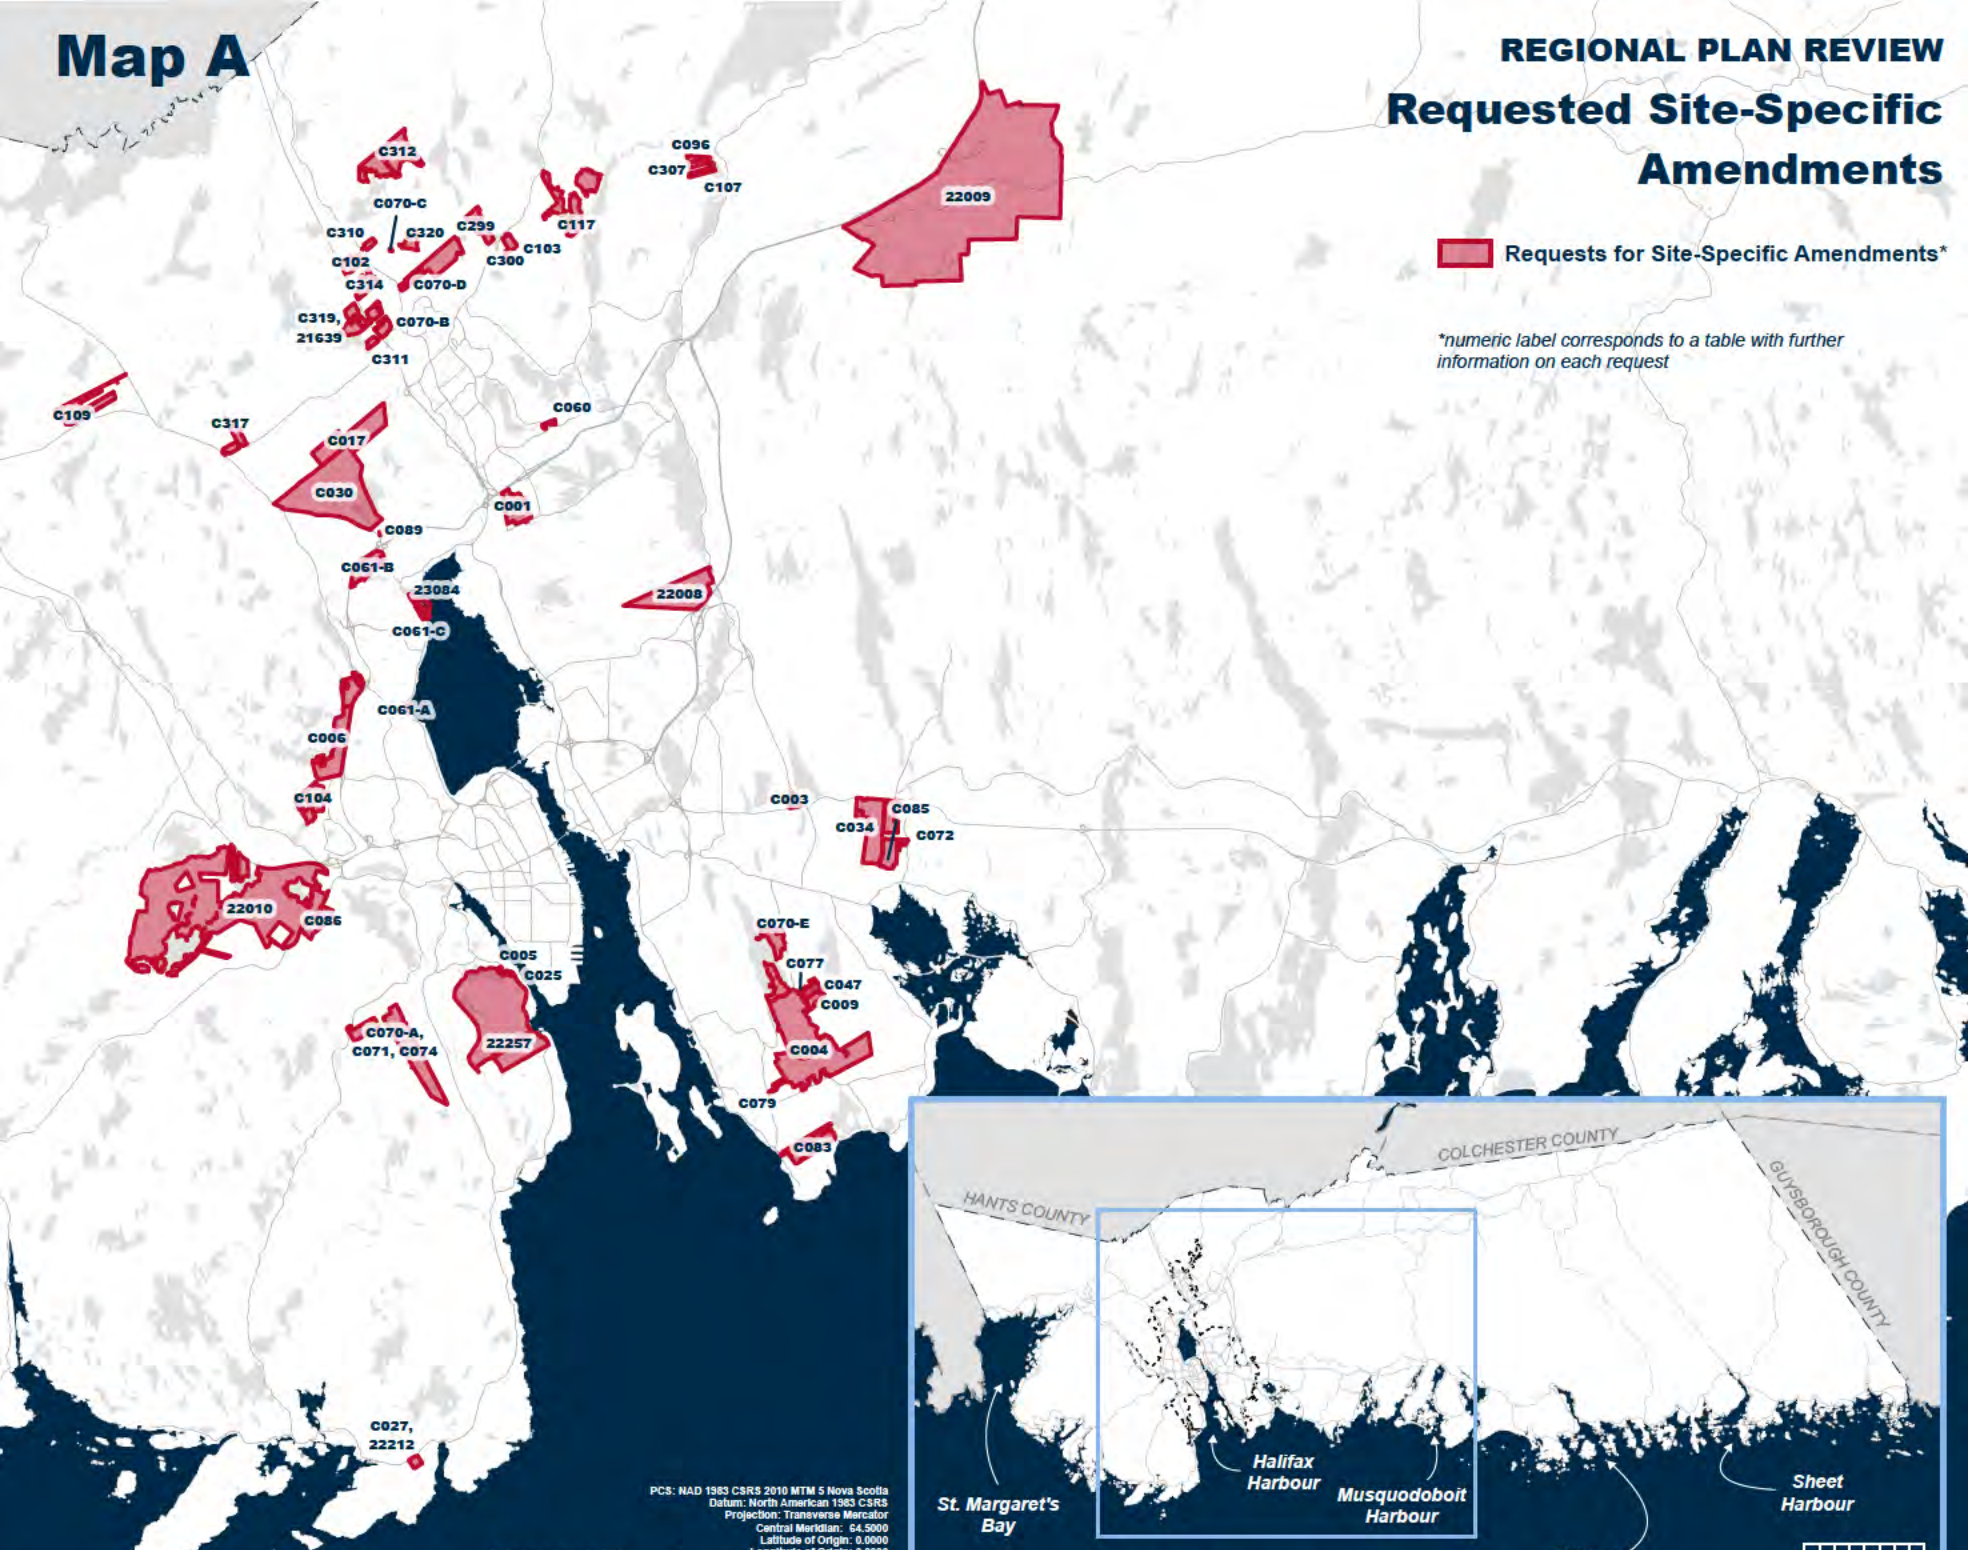 Map A
REGIONAL PLAN REVIEW
Requested Site-Specific
Amendments
Requests for Site-Specific Amendments*
*numeric label corresponds to a table with further
information on each request
C312
C096
C307
C107
22009
C070-C
C310
C320
C299
C117
C103
C300
C102
C314
C070-D
C319,
21639
C070-B
C311
C109
C317
C060
C017
C030
C001
C089
C061-B
23084
22008
C061-C
C061-A
C006
C104
C003
C085
C034
C072
22010
C086
C070-E
C005
C025
C077
C047
C009
C070-A,
C071, C074
22257
C004
C079
C083
C027,
22212
PCS: NAD 1983 CSRS 2010 MTM 5 Nova Scotia
Datum: North American 1983 CSRS
Projection: Transverse Mercator
Central Meridian: 64.5000
Latitude of Origin: 0.0000
COLCHESTER COUNTY
HANTS COUNTY
GUYSBOROUGH COUNTY
St. Margaret's
Bay
Halifax
Harbour
Musquodoboit
Harbour
Sheet
Harbour